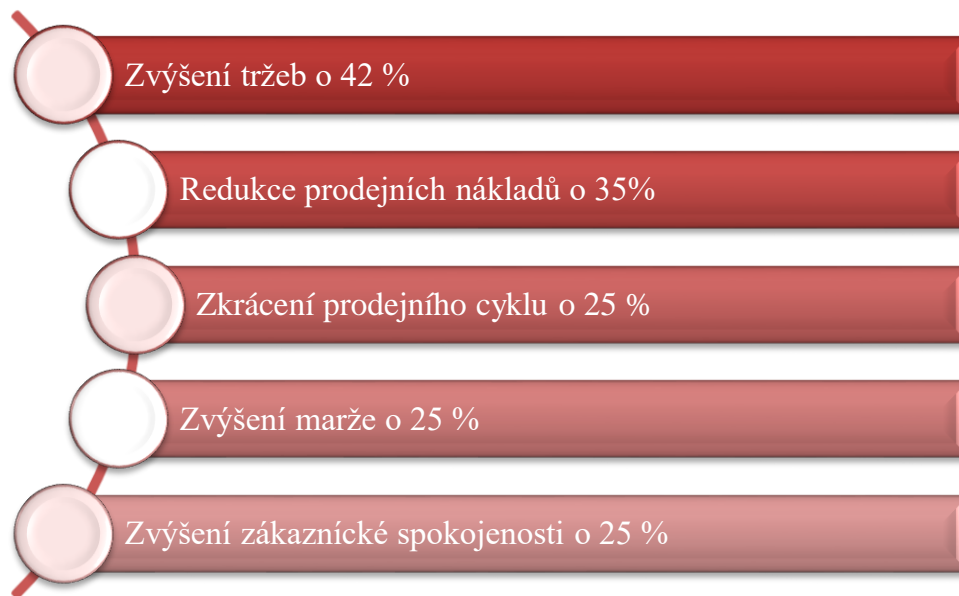 Zvýšení tržeb o 42 %
Redukce prodejních nákladů o 35%
Zkrácení prodejního cyklu o 25 %
Zvýšení marže o 25 %
Zvýšení zákaznícké spokojenosti o 25 %